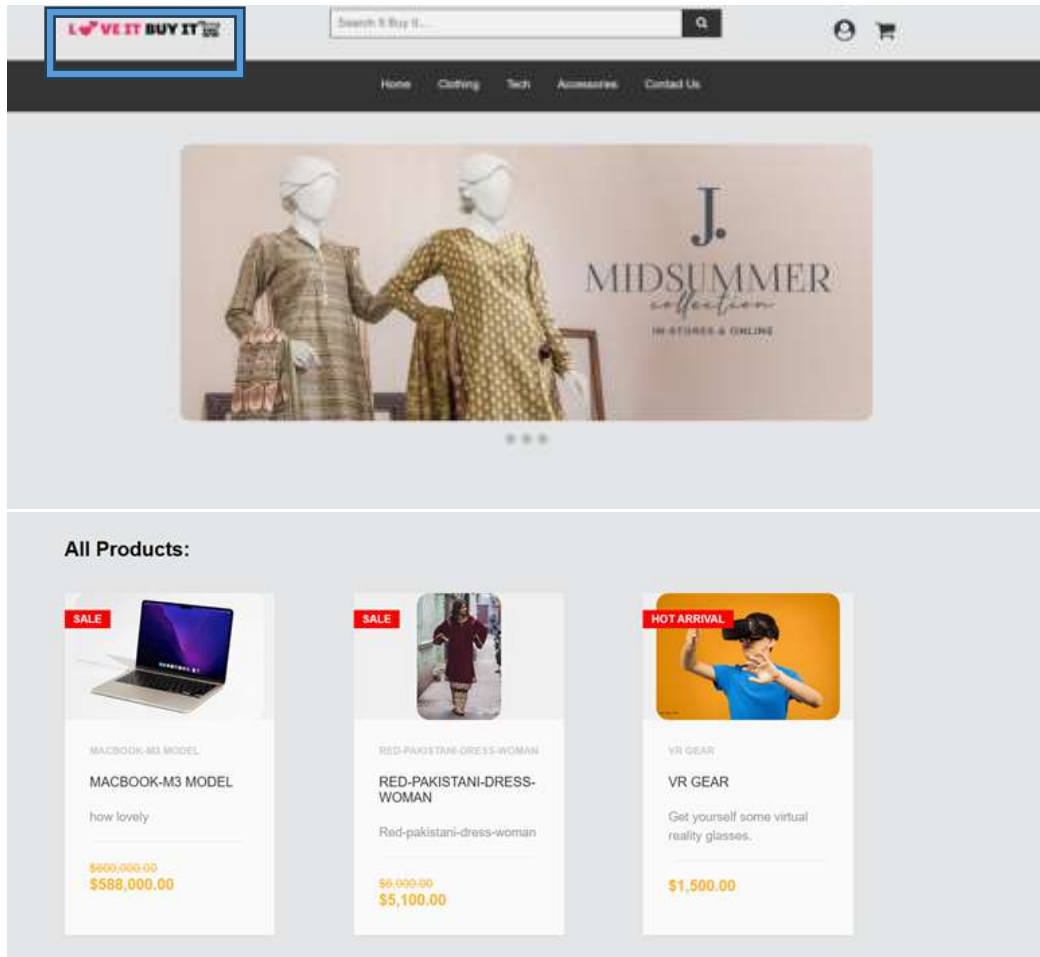 LOVE IT BUY IT
Search It Buy It...
Home Clothing Tech Accessories Contact Us
J.
MIDSUMMER
collection
IN-STORES & ONLINE
All Products:
SALE
MACBOOK-M3 MODEL
MACBOOK-M3 MODEL
how lovely
$600,000.00
$588,000.00
SALE
RED-PAKISTANI-DRESS-WOMAN
RED-PAKISTANI-DRESS-
WOMAN
Red-pakistani-dress-woman
$6,000.00
$5,100.00
HOT ARRIVAL
VR GEAR
VR GEAR
Get yourself some virtual
reality glasses.
$1,500.00